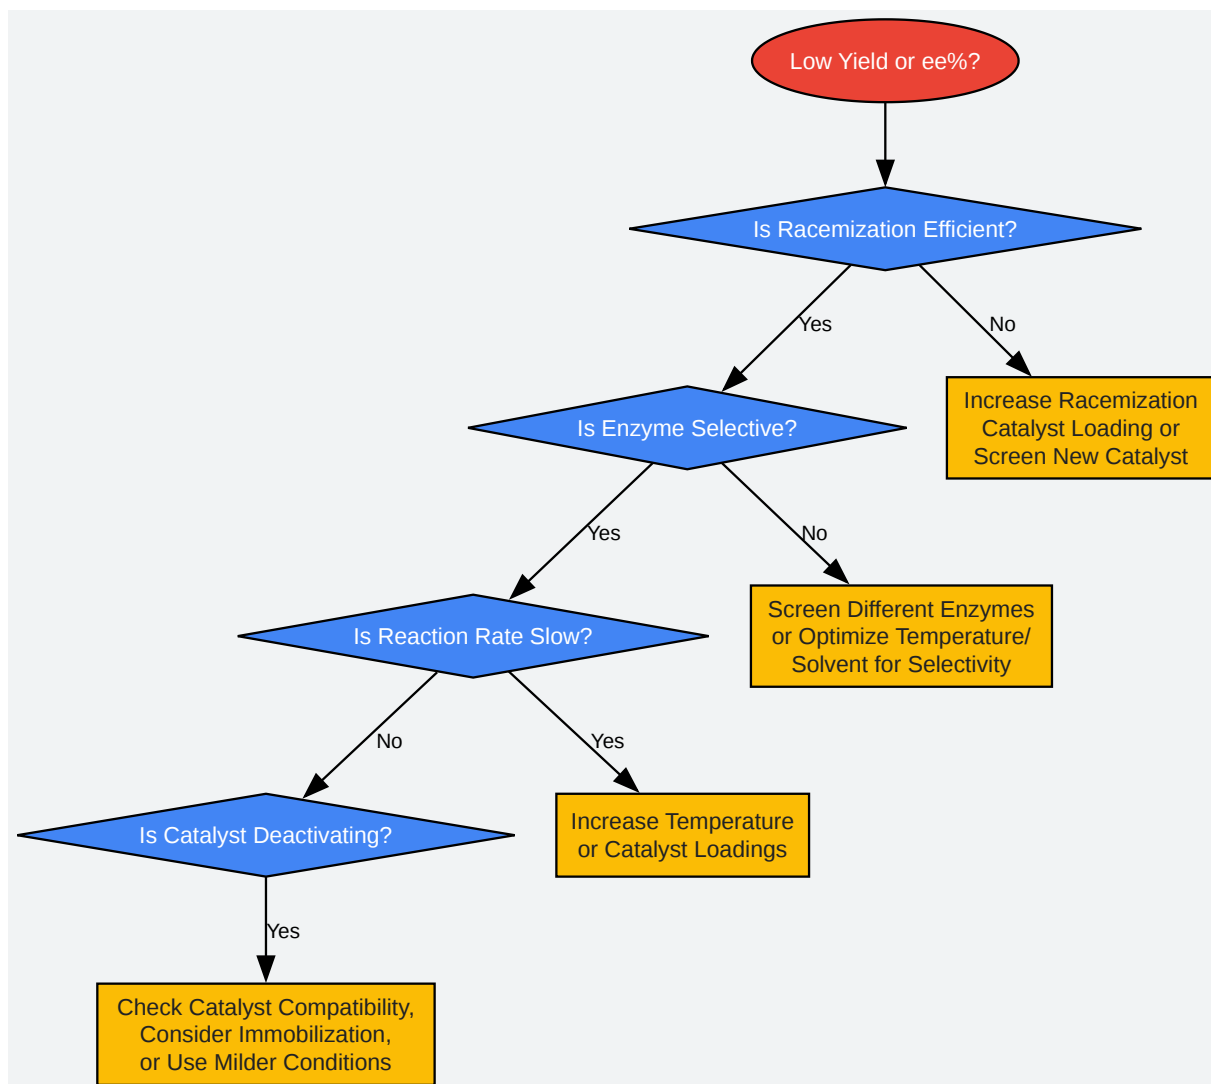 Low Yield or ee%?
Is Racemization Efficient?
Yes
No
Increase Racemization
Catalyst Loading or
Screen New Catalyst
Is Enzyme Selective?
Yes
No
Screen Different Enzymes
or Optimize Temperature/
Solvent for Selectivity
Is Reaction Rate Slow?
No
Yes
Increase Temperature
or Catalyst Loadings
Is Catalyst Deactivating?
Yes
Check Catalyst Compatibility,
Consider Immobilization,
or Use Milder Conditions